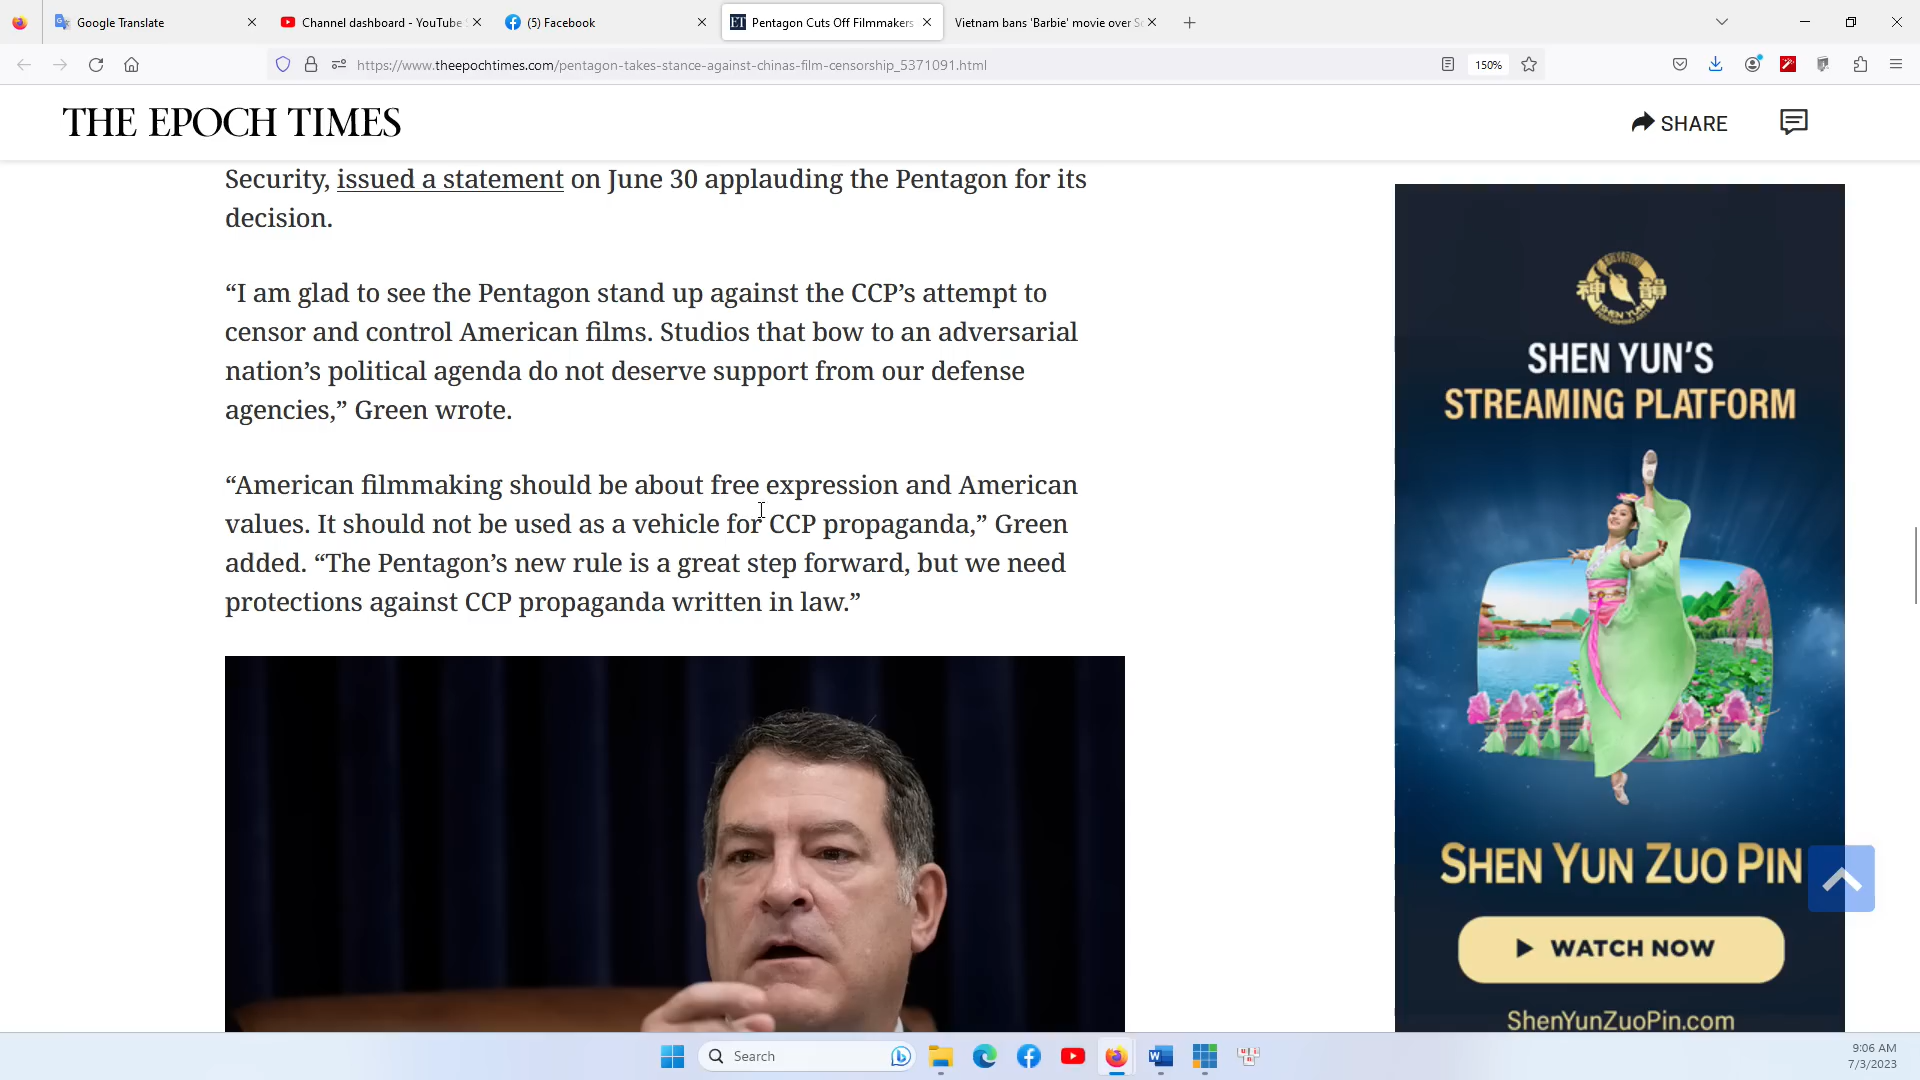 Google Translate
Channel dashboard - YouTube
(5) Facebook
Pentagon Cuts Off Filmmakers
Vietnam bans 'Barbie' movie over
https://www.theepochtimes.com/pentagon-takes-stance-against-chinas-film-censorship_5371091.html
150%
THE EPOCH TIMES
SHARE
Security, issued a statement on June 30 applauding the Pentagon for its
decision.
“I am glad to see the Pentagon stand up against the CCP’s attempt to
censor and control American films. Studios that bow to an adversarial
nation’s political agenda do not deserve support from our defense
agencies,” Green wrote.
“American filmmaking should be about free expression and American
values. It should not be used as a vehicle for CCP propaganda,” Green
added. “The Pentagon’s new rule is a great step forward, but we need
protections against CCP propaganda written in law.”
神韻
SHEN YUN’S
STREAMING PLATFORM
SHEN YUN ZUO PIN
WATCH NOW
ShenYunZuoPin.com
Search
9:06 AM
7/3/2023